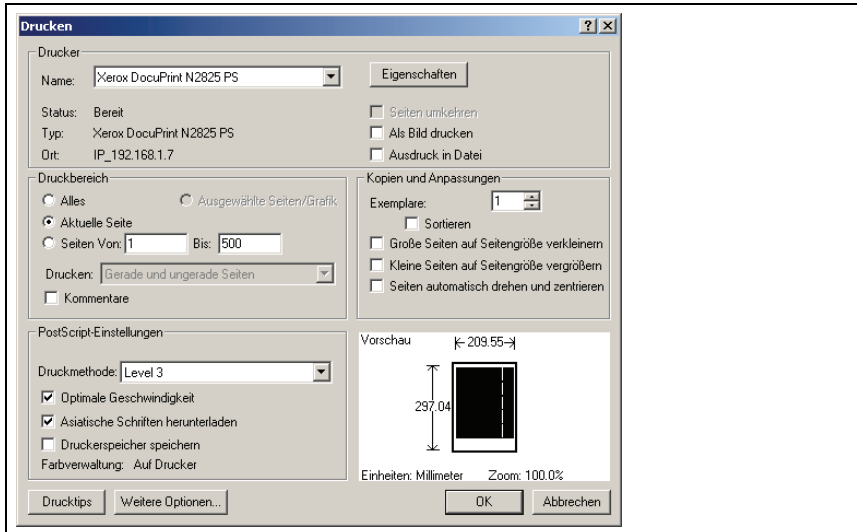 Drucken
Drucker
Name: Xerox DocuPrint N2825 PS
Eigenschaften
Status: Bereit
Seiten umkehren
Typ: Xerox DocuPrint N2825 PS
Als Bild drucken
Ort: IP_192.168.1.7
Ausdruck in Datei
Druckbereich
Alles
Ausgewählte Seiten/Grafik
Aktuelle Seite
Seiten Von: 1 Bis: 500
Drucken: Gerade und ungerade Seiten
Kommentare
Kopien und Anpassungen
Exemplare: 1
Sortieren
Große Seiten auf Seitengröße verkleinern
Kleine Seiten auf Seitengröße vergrößern
Seiten automatisch drehen und zentrieren
PostScript-Einstellungen
Druckmethode: Level 3
Optimale Geschwindigkeit
Asiatische Schriften herunterladen
Druckerspeicher speichern
Farbverwaltung: Auf Drucker
Vorschau
209.55
297.04
Einheiten: Millimeter Zoom: 100.0%
Drucktips
Weitere Optionen...
OK
Abbrechen